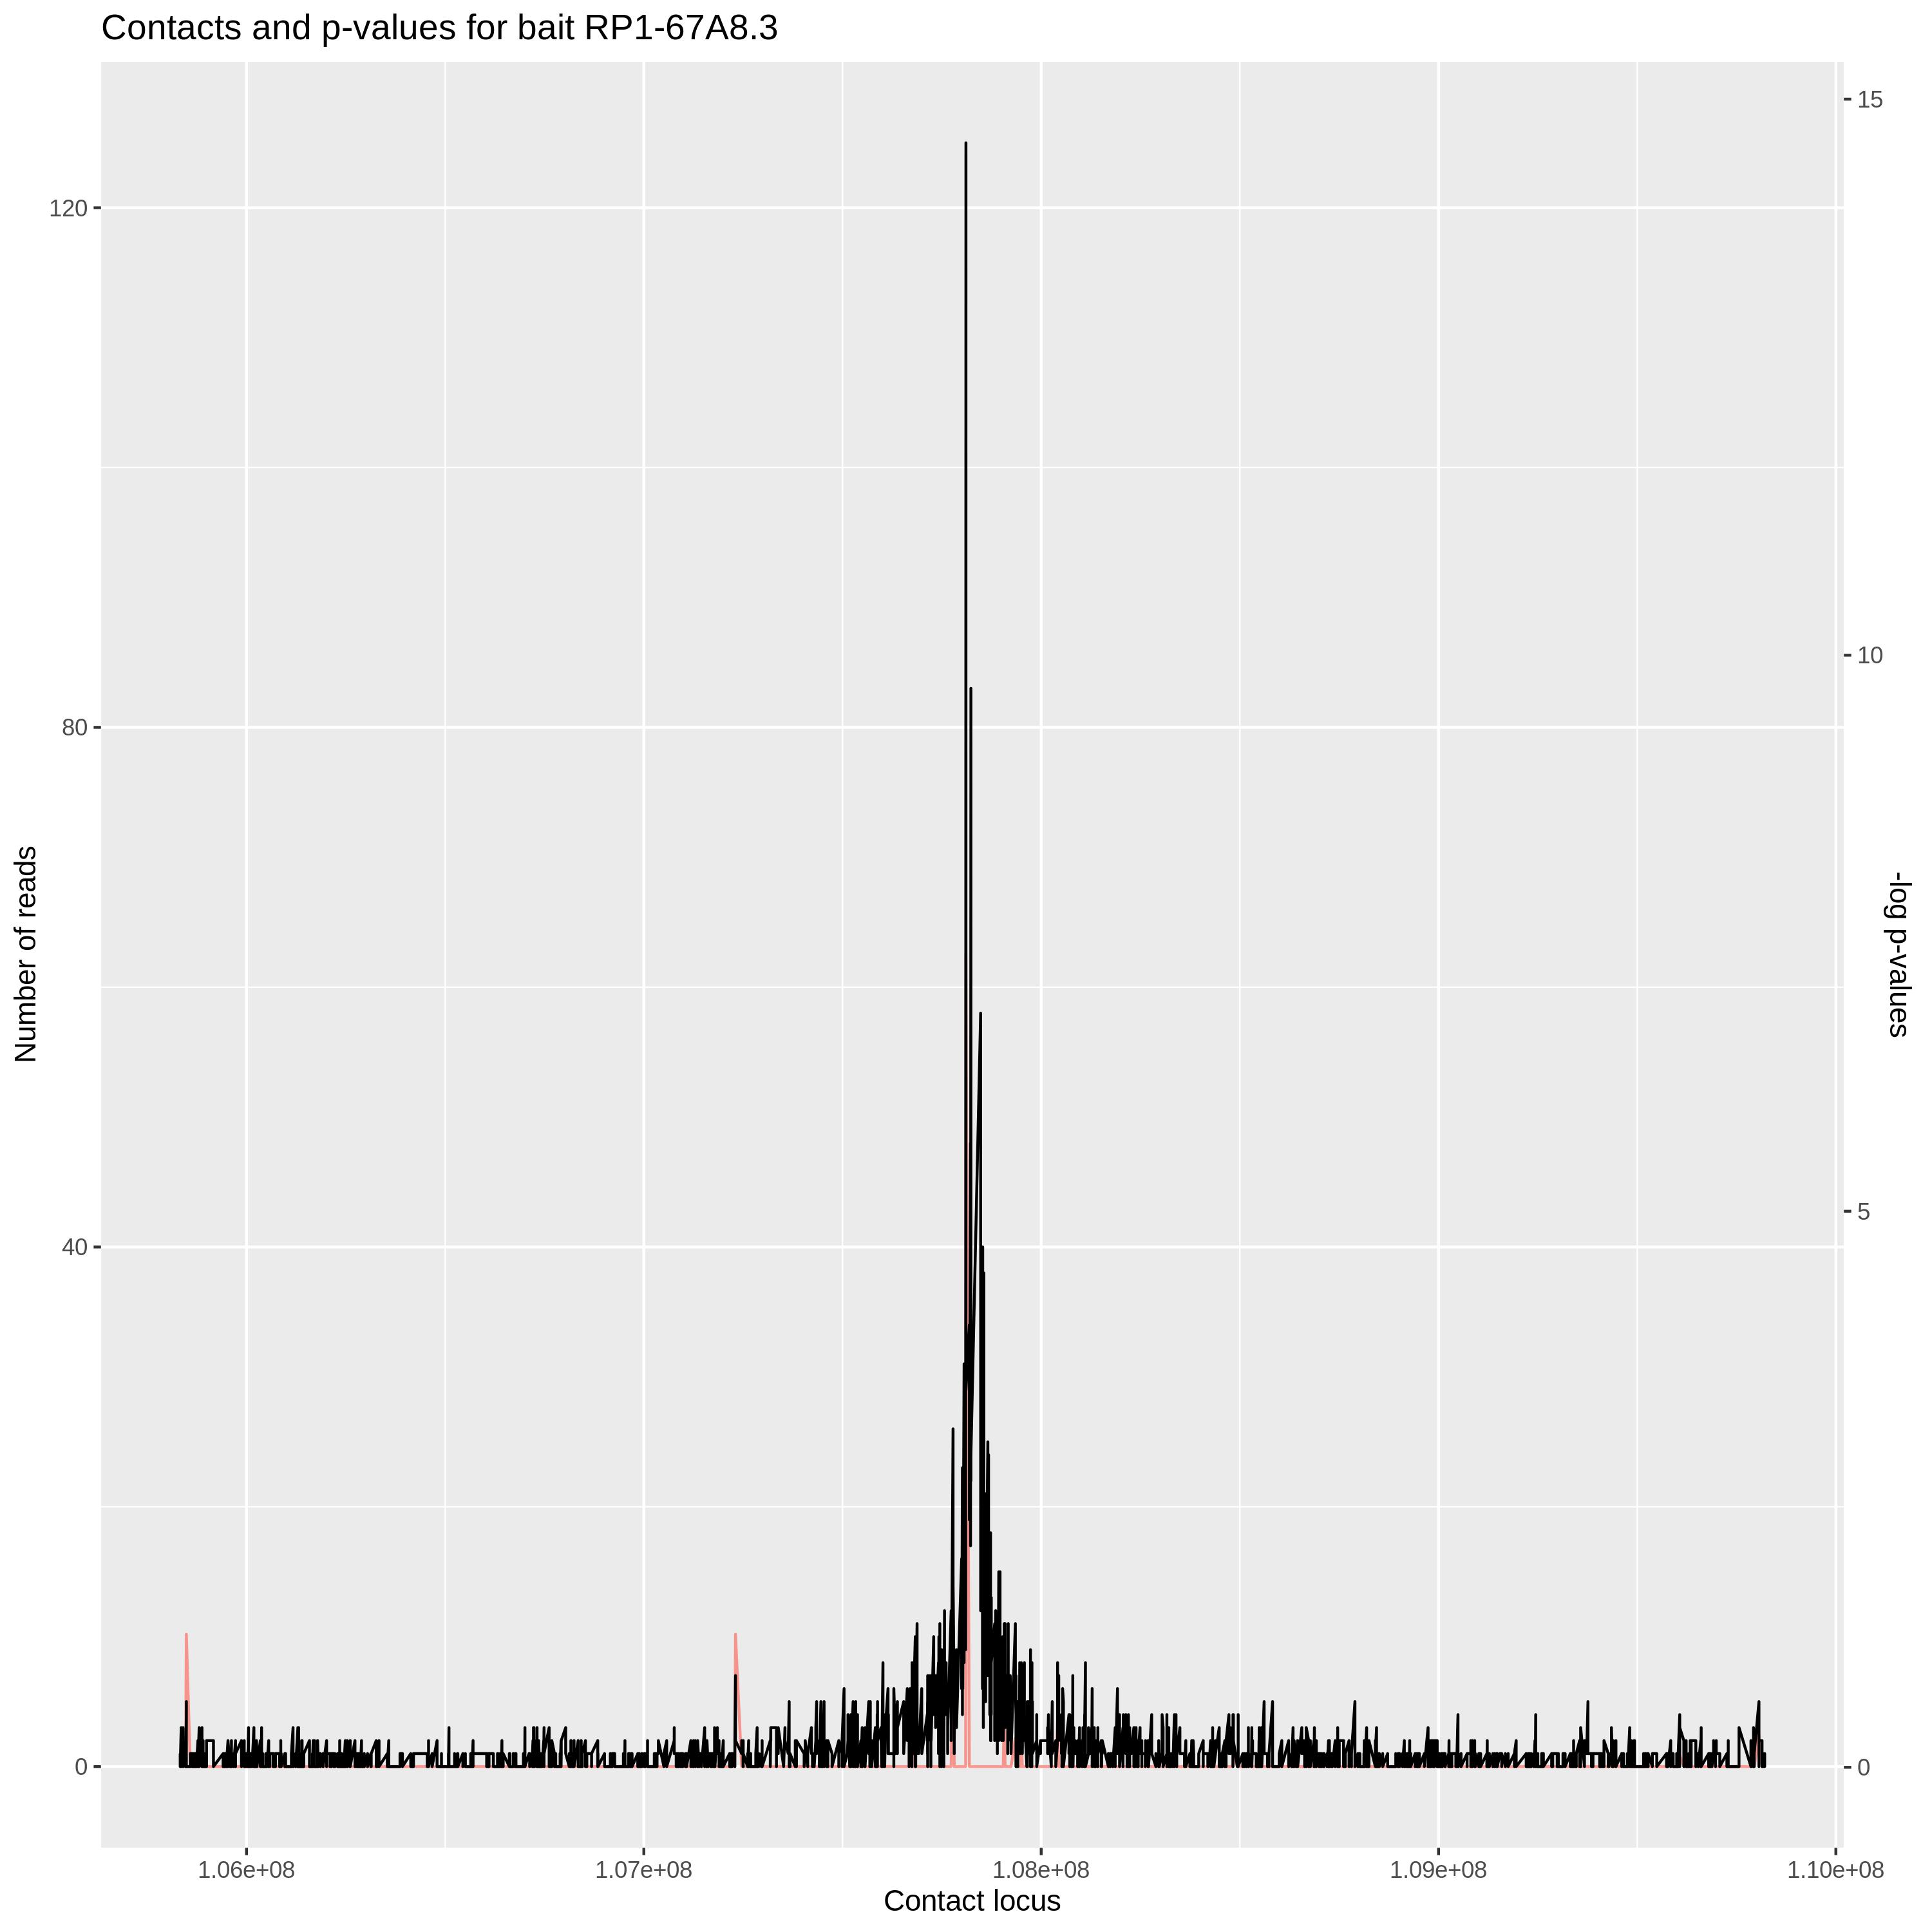 Contacts and p-values for bait RP1-67A8.3
120
80
40
0
Number of reads
15
10
5
0
-log p-values
1.06e+08
1.07e+08
1.08e+08
1.09e+08
1.10e+08
Contact locus